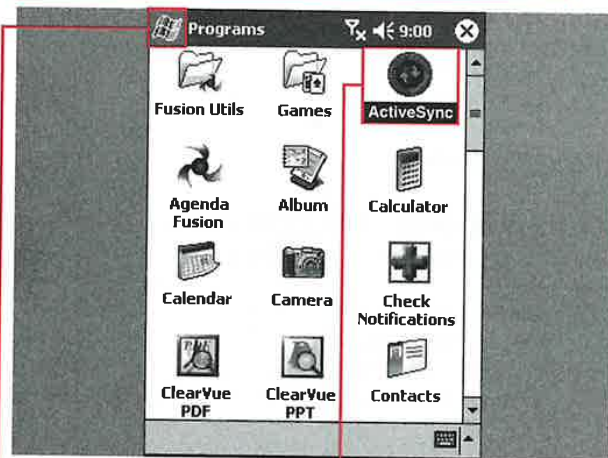 Programs 9:00
Fusion Utils Games ActiveSync
Agenda Fusion Album Calculator
Calendar Camera Check Notifications
ClearVue PDF ClearVue PPT Contacts